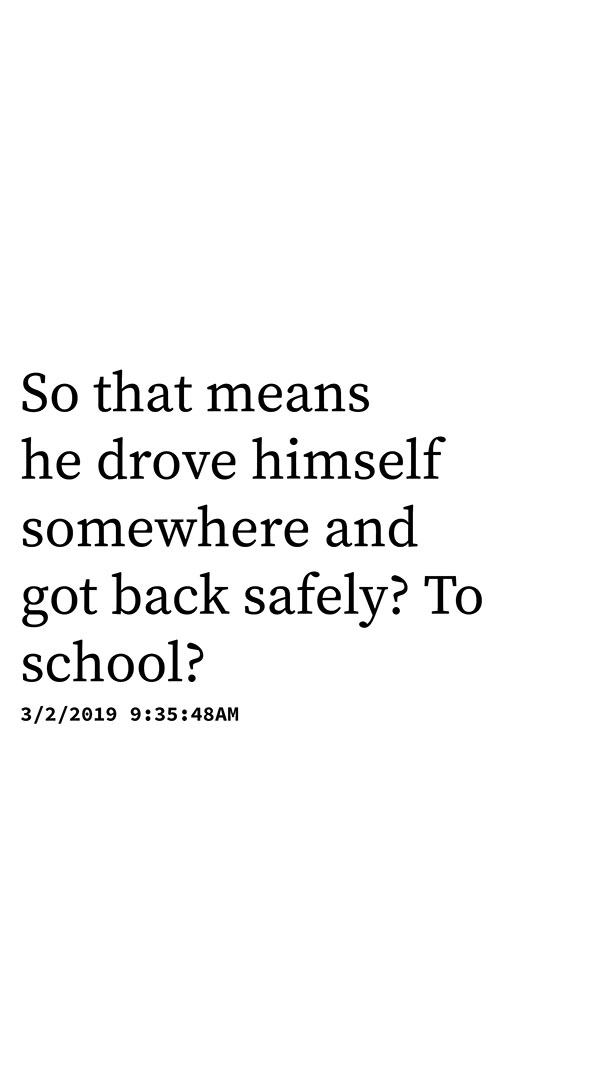 So that means
he drove himself
somewhere and
got back safely? To
school?
3/2/2019 9:35:48AM